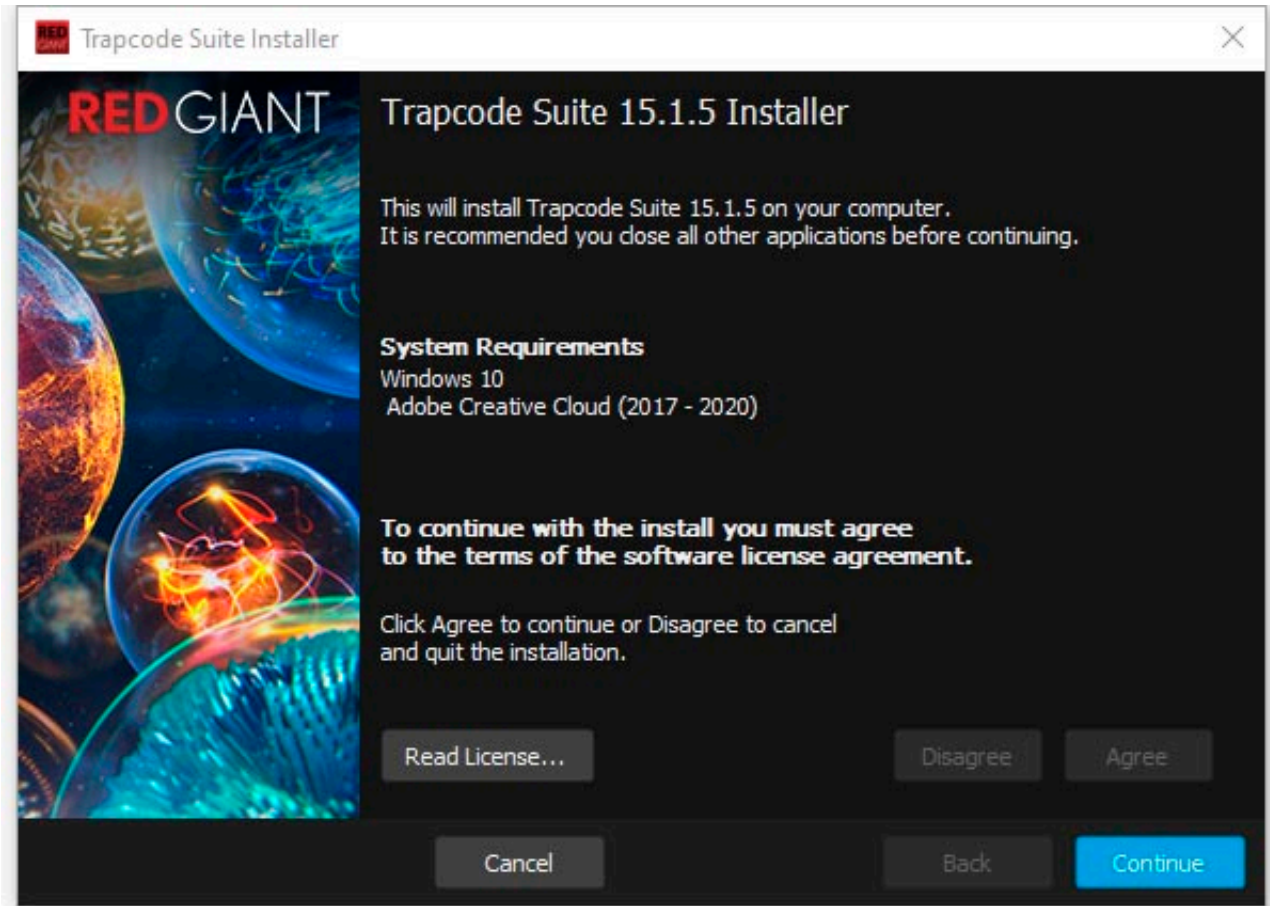 RED GIANT
Trapcode Suite Installer
REDGIANT
Trapcode Suite 15.1.5 Installer
This will install Trapcode Suite 15.1.5 on your computer.
It is recommended you close all other applications before continuing.
System Requirements
Windows 10
Adobe Creative Cloud (2017 - 2020)
To continue with the install you must agree
to the terms of the software license agreement.
Click Agree to continue or Disagree to cancel
and quit the installation.
Read License...
Disagree
Agree
Cancel
Back
Continue